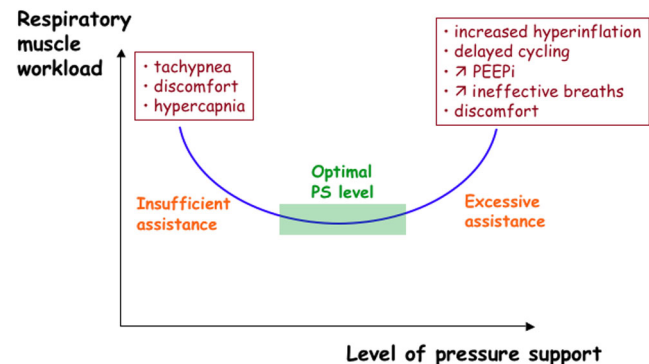 Respiratory
muscle
workload
· tachypnea
· discomfort
· hypercapnia
· increased hyperinflation
· delayed cycling
· ↗ PEEPi
· ↗ ineffective breaths
· discomfort
Optimal
PS level
Insufficient
assistance
Excessive
assistance
Level of pressure support